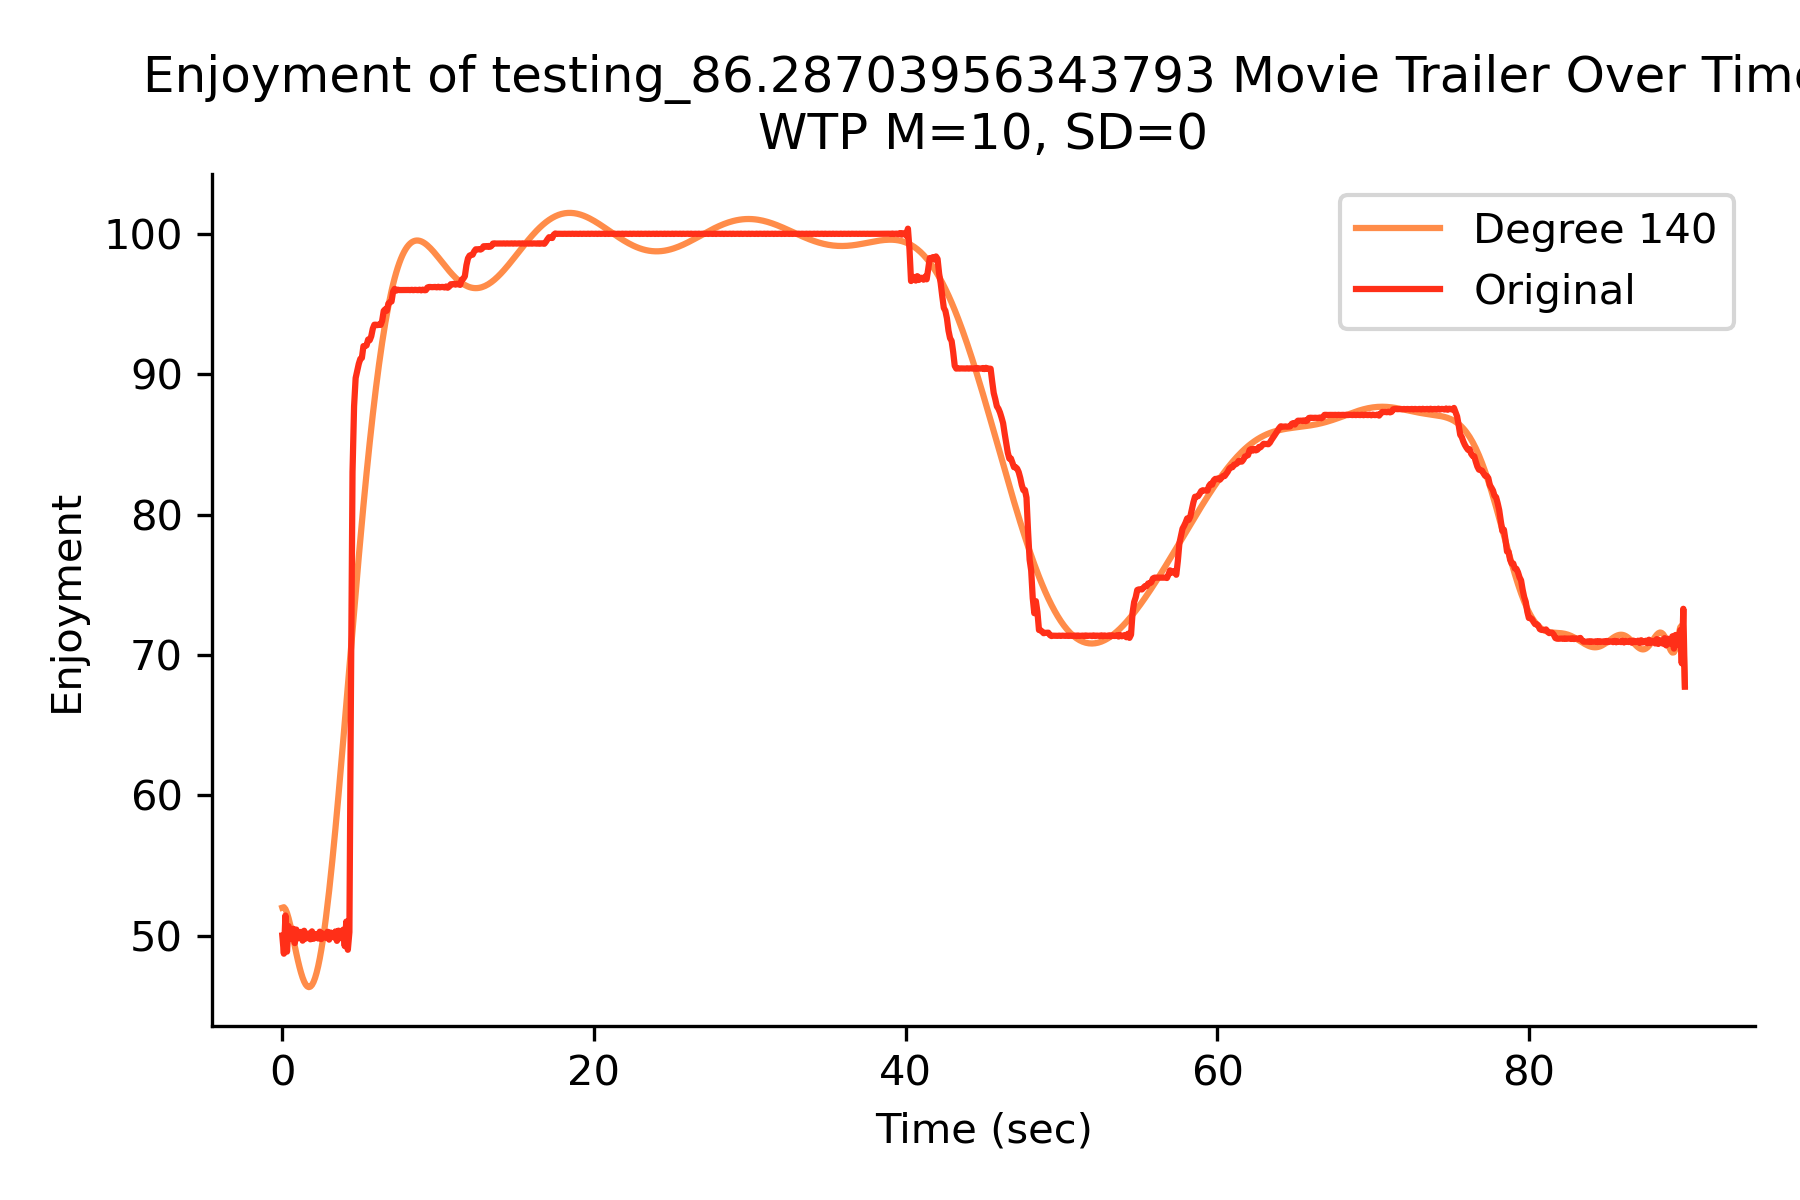 Enjoyment of testing_86.28703956343793 Movie Trailer Over Time
WTP M=10, SD=0
Degree 140
Original
Enjoyment
100
90
80
70
60
50
0 20 40 60 80
Time (sec)